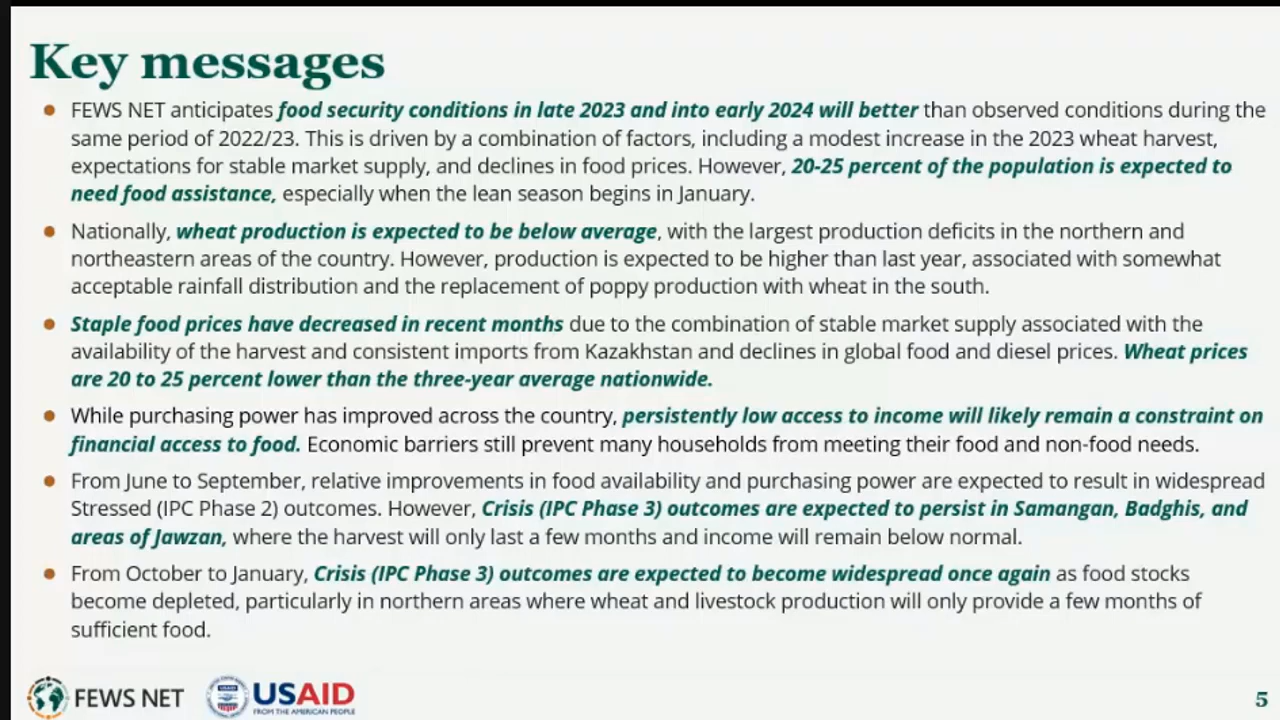 Key messages
FEWS NET anticipates food security conditions in late 2023 and into early 2024 will better than observed conditions during the
same period of 2022/23. This is driven by a combination of factors, including a modest increase in the 2023 wheat harvest,
expectations for stable market supply, and declines in food prices. However, 20-25 percent of the population is expected to
need food assistance, especially when the lean season begins in January.
Nationally, wheat production is expected to be below average, with the largest production deficits in the northern and
northeastern areas of the country. However, production is expected to be higher than last year, associated with somewhat
acceptable rainfall distribution and the replacement of poppy production with wheat in the south.
Staple food prices have decreased in recent months due to the combination of stable market supply associated with the
availability of the harvest and consistent imports from Kazakhstan and declines in global food and diesel prices. Wheat prices
are 20 to 25 percent lower than the three-year average nationwide.
While purchasing power has improved across the country, persistently low access to income will likely remain a constraint on
financial access to food. Economic barriers still prevent many households from meeting their food and non-food needs.
From June to September, relative improvements in food availability and purchasing power are expected to result in widespread
Stressed (IPC Phase 2) outcomes. However, Crisis (IPC Phase 3) outcomes are expected to persist in Samangan, Badghis, and
areas of Jawzan, where the harvest will only last a few months and income will remain below normal.
From October to January, Crisis (IPC Phase 3) outcomes are expected to become widespread once again as food stocks
become depleted, particularly in northern areas where wheat and livestock production will only provide a few months of
sufficient food.
FEWS NET
USAID
FROM THE AMERICAN PEOPLE
5